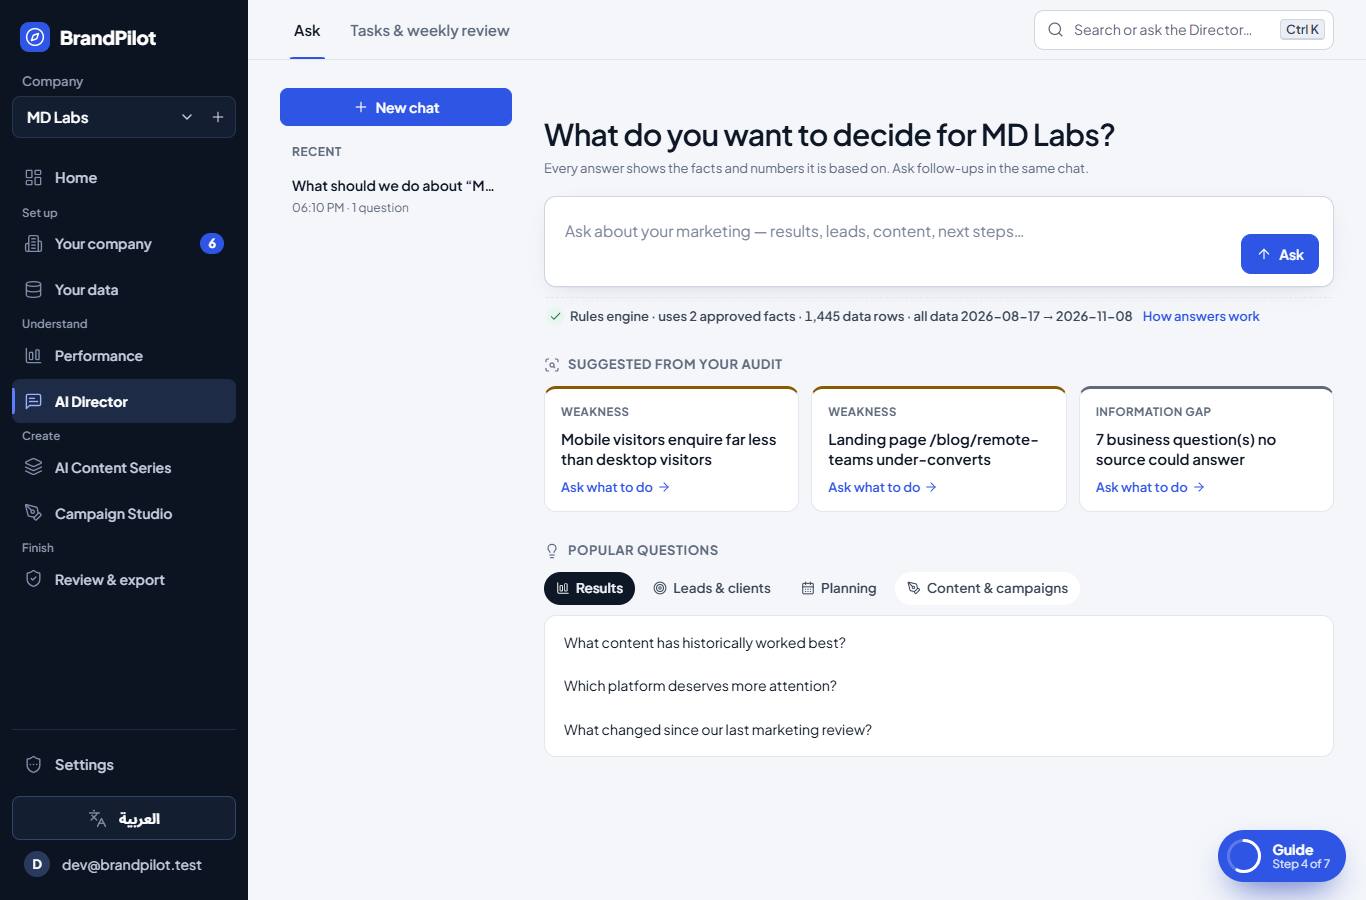 BrandPilot
Company
MD Labs
Home
Set up
Your company 6
Your data
Understand
Performance
AI Director
Create
AI Content Series
Campaign Studio
Finish
Review & export
Settings
العربية
D dev@brandpilot.test
Ask Tasks & weekly review
Search or ask the Director... Ctrl K
New chat
RECENT
What should we do about “M...
06:10 PM · 1 question
What do you want to decide for MD Labs?
Every answer shows the facts and numbers it is based on. Ask follow-ups in the same chat.
Ask about your marketing — results, leads, content, next steps...
Ask
Rules engine · uses 2 approved facts · 1,445 data rows · all data 2026-08-17 → 2026-11-08 How answers work
SUGGESTED FROM YOUR AUDIT
WEAKNESS
Mobile visitors enquire far less
than desktop visitors
Ask what to do →
WEAKNESS
Landing page /blog/remote-
teams under-converts
Ask what to do →
INFORMATION GAP
7 business question(s) no
source could answer
Ask what to do →
POPULAR QUESTIONS
Results Leads & clients Planning Content & campaigns
What content has historically worked best?
Which platform deserves more attention?
What changed since our last marketing review?
Guide
Step 4 of 7